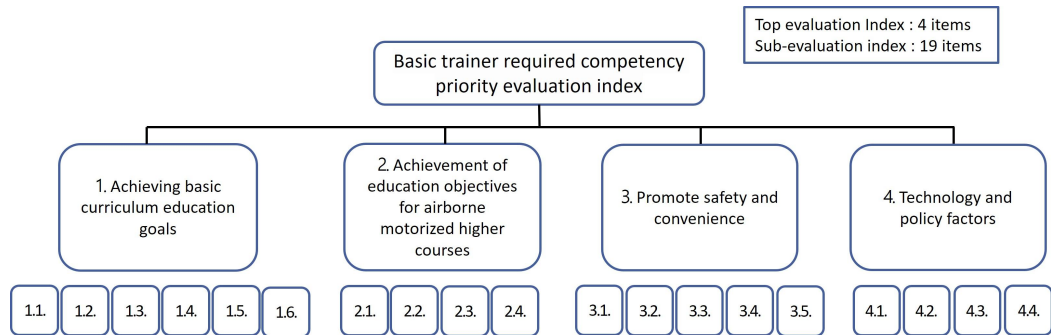 Top evaluation Index : 4 items
Sub-evaluation index : 19 items
Basic trainer required competency
priority evaluation index
1. Achieving basic
curriculum education
goals
2. Achievement of
education objectives
for airborne
motorized higher
courses
3. Promote safety and
convenience
4. Technology and
policy factors
1.1. 1.2. 1.3. 1.4. 1.5. 1.6. 2.1. 2.2. 2.3. 2.4. 3.1. 3.2. 3.3. 3.4. 3.5. 4.1. 4.2. 4.3. 4.4.